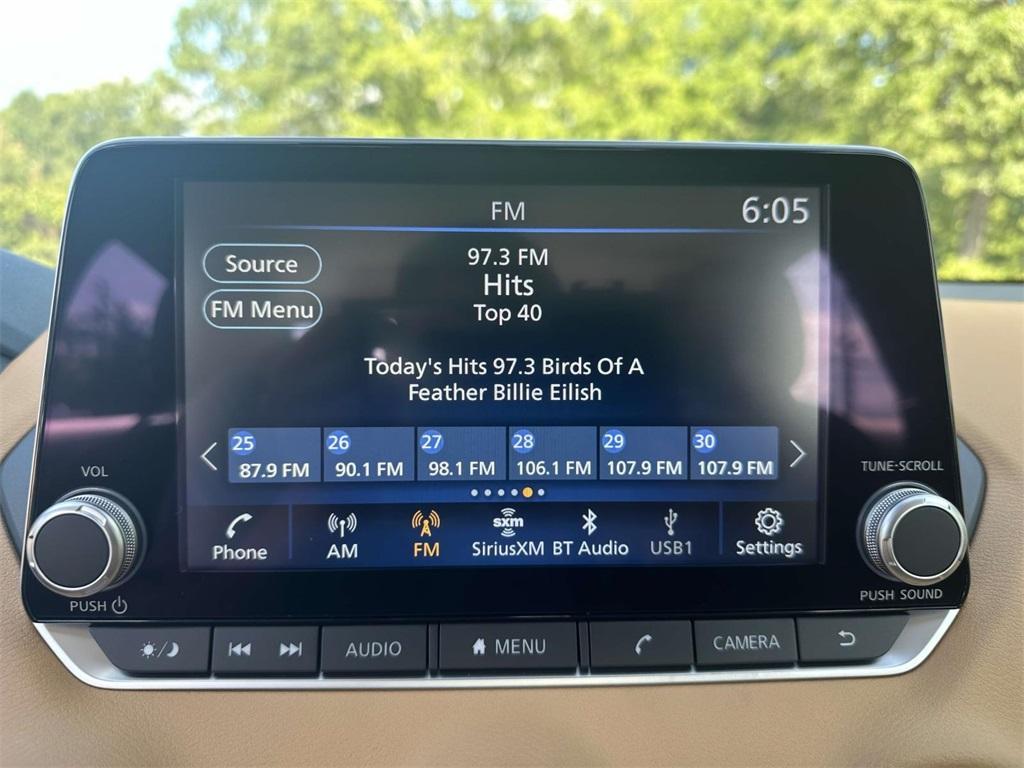 FM
6:05
Source
97.3 FM
Hits
FM Menu
Top 40
Today's Hits 97.3 Birds Of A
Feather Billie Eilish
25 26 27 28 29 30
87.9 FM 90.1 FM 98.1 FM 106.1 FM 107.9 FM 107.9 FM
VOL
TUNE·SCROLL
sxm
Phone AM FM SiriusXM BT Audio USB1 Settings
PUSH
PUSH SOUND
AUDIO MENU CAMERA